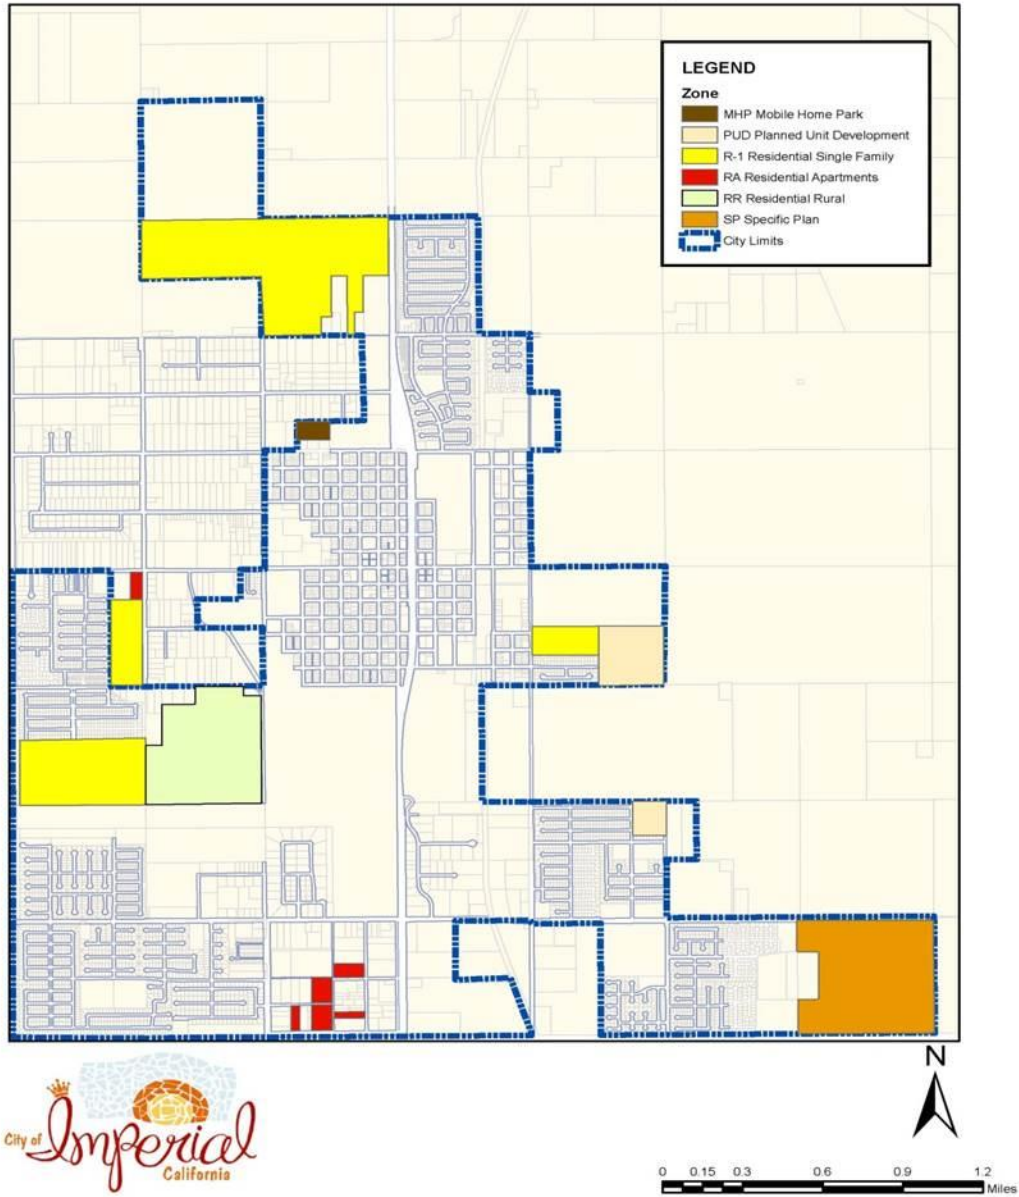 LEGEND
Zone
MHP Mobile Home Park
PUD Planned Unit Development
R-1 Residential Single Family
RA Residential Apartments
RR Residential Rural
SP Specific Plan
City Limits
City of Imperial
California
N
0 0.15 0.3 0.6 0.9 1.2
Miles